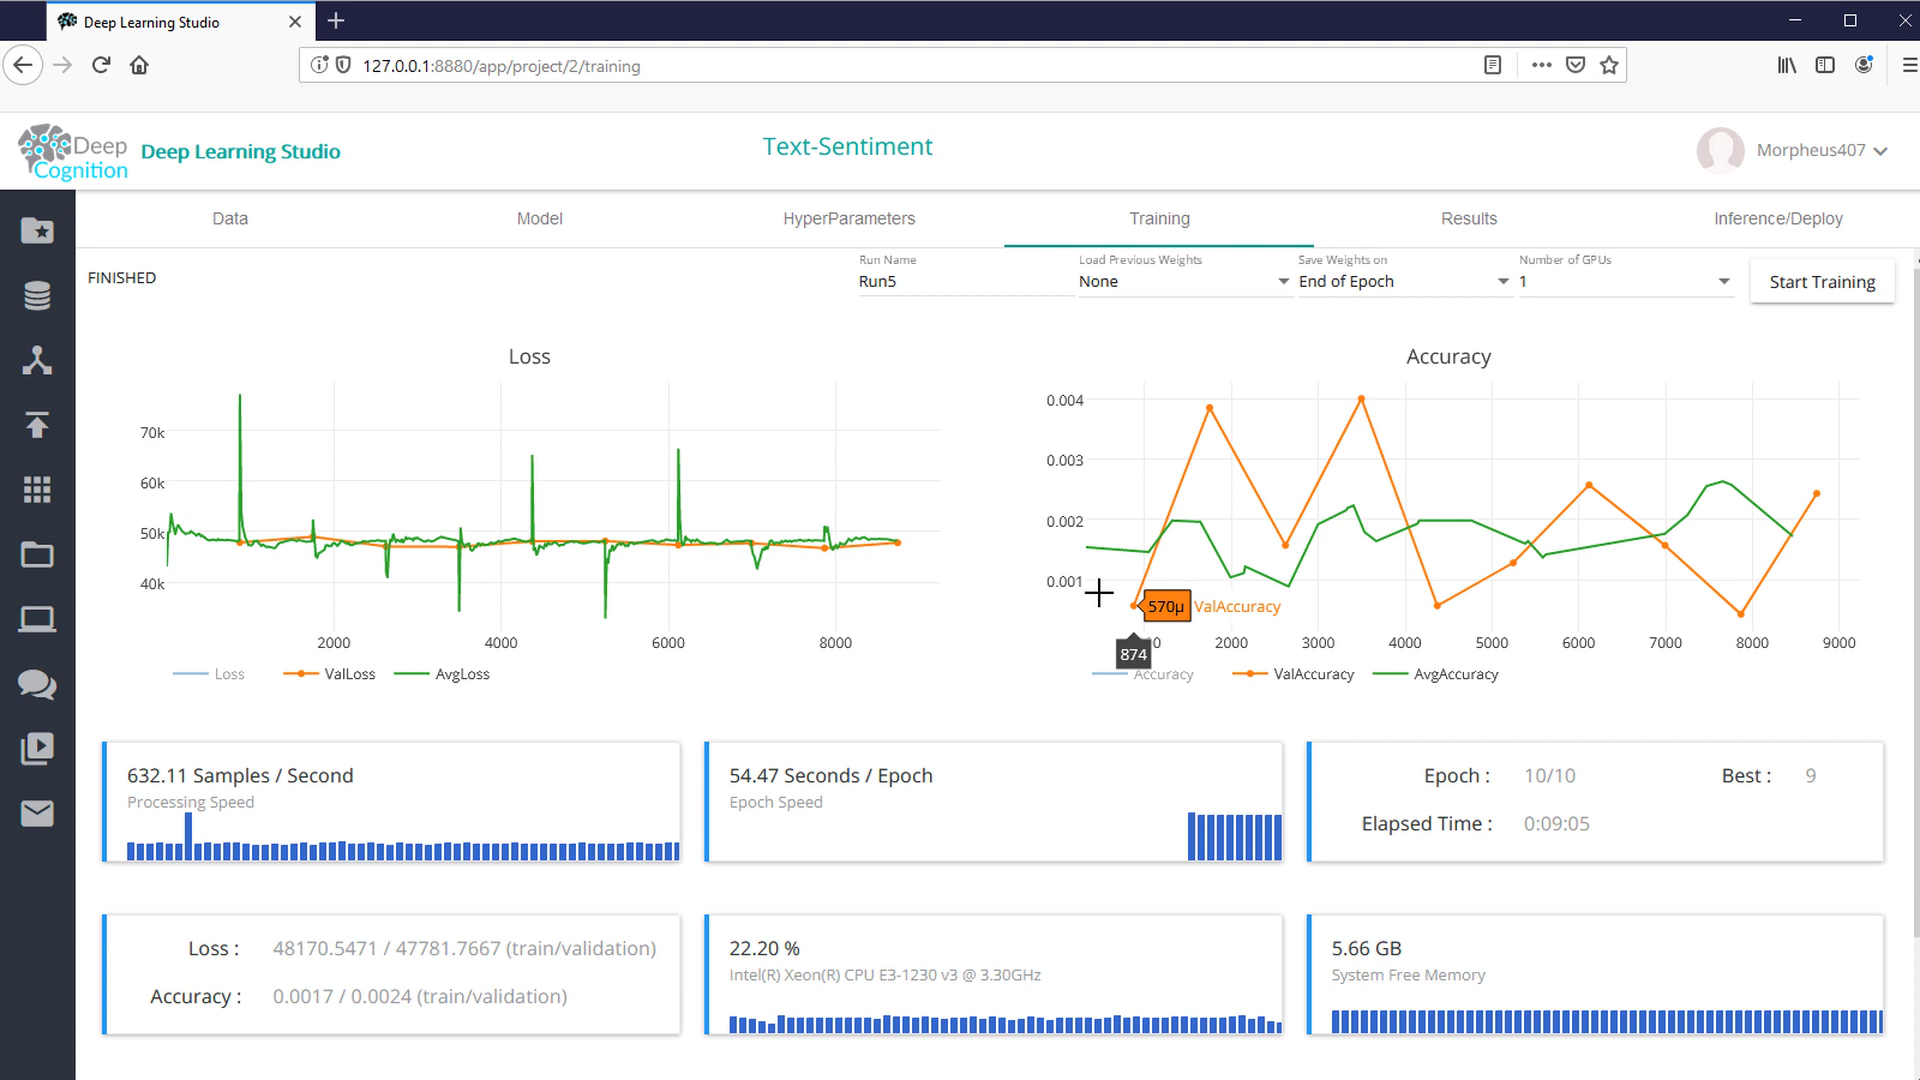 Deep Learning Studio
127.0.0.1:8880/app/project/2/training
Deep
Cognition
Deep Learning Studio
Text-Sentiment
Morpheus407
Data
Model
HyperParameters
Training
Results
Inference/Deploy
FINISHED
Run Name
Run5
Load Previous Weights
None
Save Weights on
End of Epoch
Number of GPUs
1
Start Training
Loss
70k
60k
50k
40k
2000 4000 6000 8000
Loss ValLoss AvgLoss
Accuracy
0.004
0.003
0.002
0.001
570µ ValAccuracy
2000 3000 4000 5000 6000 7000 8000 9000
874
Accuracy ValAccuracy AvgAccuracy
632.11 Samples / Second
Processing Speed
54.47 Seconds / Epoch
Epoch Speed
Epoch : 10/10 Best : 9
Elapsed Time : 0:09:05
Loss : 48170.5471 / 47781.7667 (train/validation)
Accuracy : 0.0017 / 0.0024 (train/validation)
22.20 %
Intel(R) Xeon(R) CPU E3-1230 v3 @ 3.30GHz
5.66 GB
System Free Memory